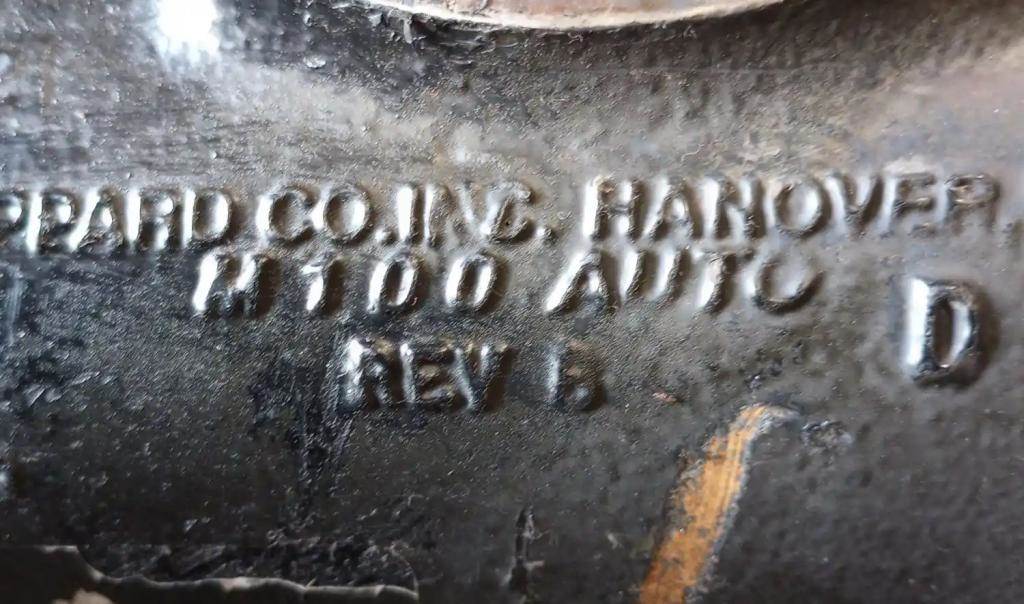 PPARD CO.INC. HANOVER,
M100 AUTO
D
REV B